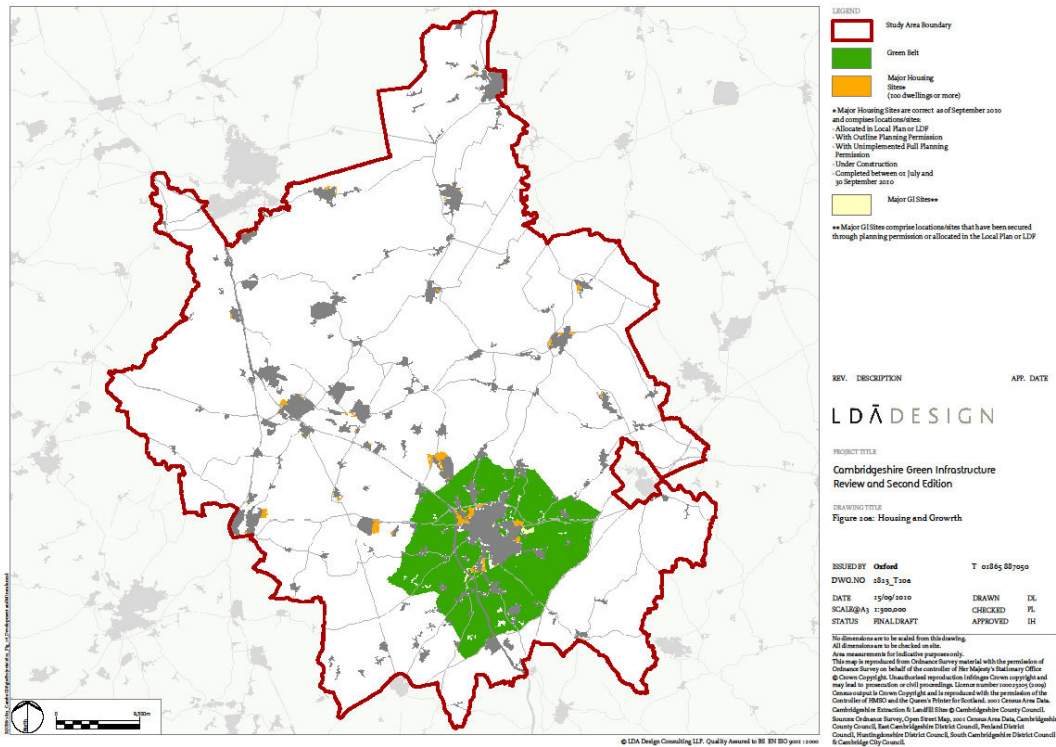 LEGEND
Study Area Boundary
Green Belt
Major Housing
Sites*
(100 dwellings or more)
* Major Housing Sites are correct as of September 2010
and comprises locations/sites:
- Allocated in Local Plan or LDF
- With Outline Planning Permission
- With Unimplemented Full Planning
Permission
- Under Construction
- Completed between 01 July and
30 September 2010
Major GI Sites**
** Major GI Sites comprise locations/sites that have been secured
through planning permission or allocated in the Local Plan or LDF
REV. DESCRIPTION APP. DATE
LDĀDESIGN
PROJECT TITLE
Cambridgeshire Green Infrastructure
Review and Second Edition
DRAWING TITLE
Figure 10a: Housing and Growrth
ISSUED BY Oxford T 01865 887050
DWG.NO 2823_T10a
DATE 15/09/2010 DRAWN DL
SCALE@A3 1:300,000 CHECKED PL
STATUS FINAL DRAFT APPROVED IH
No dimensions are to be scaled from this drawing.
All dimensions are to be checked on site.
Area measurements for indicative purposes only.
This map is reproduced from Ordnance Survey material with the permission of
Ordnance Survey on behalf of the controller of Her Majesty's Stationary Office
© Crown Copyright. Unauthorised reproduction infringes Crown copyright and
may lead to prosecution or civil proceedings. Licence number 100023205 (2009)
Census output is Crown Copyright and is reproduced with the permission of the
Controller of HMSO and the Queen's Printer for Scotland. 2001 Census Area Data.
Cambridgeshire Extraction & Landfill Sites © Cambridgeshire County Council.
Sources: Ordnance Survey, Open Street Map, 2001 Census Area Data, Cambridgeshire
County Council, East Cambridgeshire District Council, Fenland District
Council, Huntingdonshire District Council, South Cambridgeshire District Council
& Cambridge City Council.
North
0
© LDA Design Consulting LLP. Quality Assured to BS EN ISO 9001 : 2000